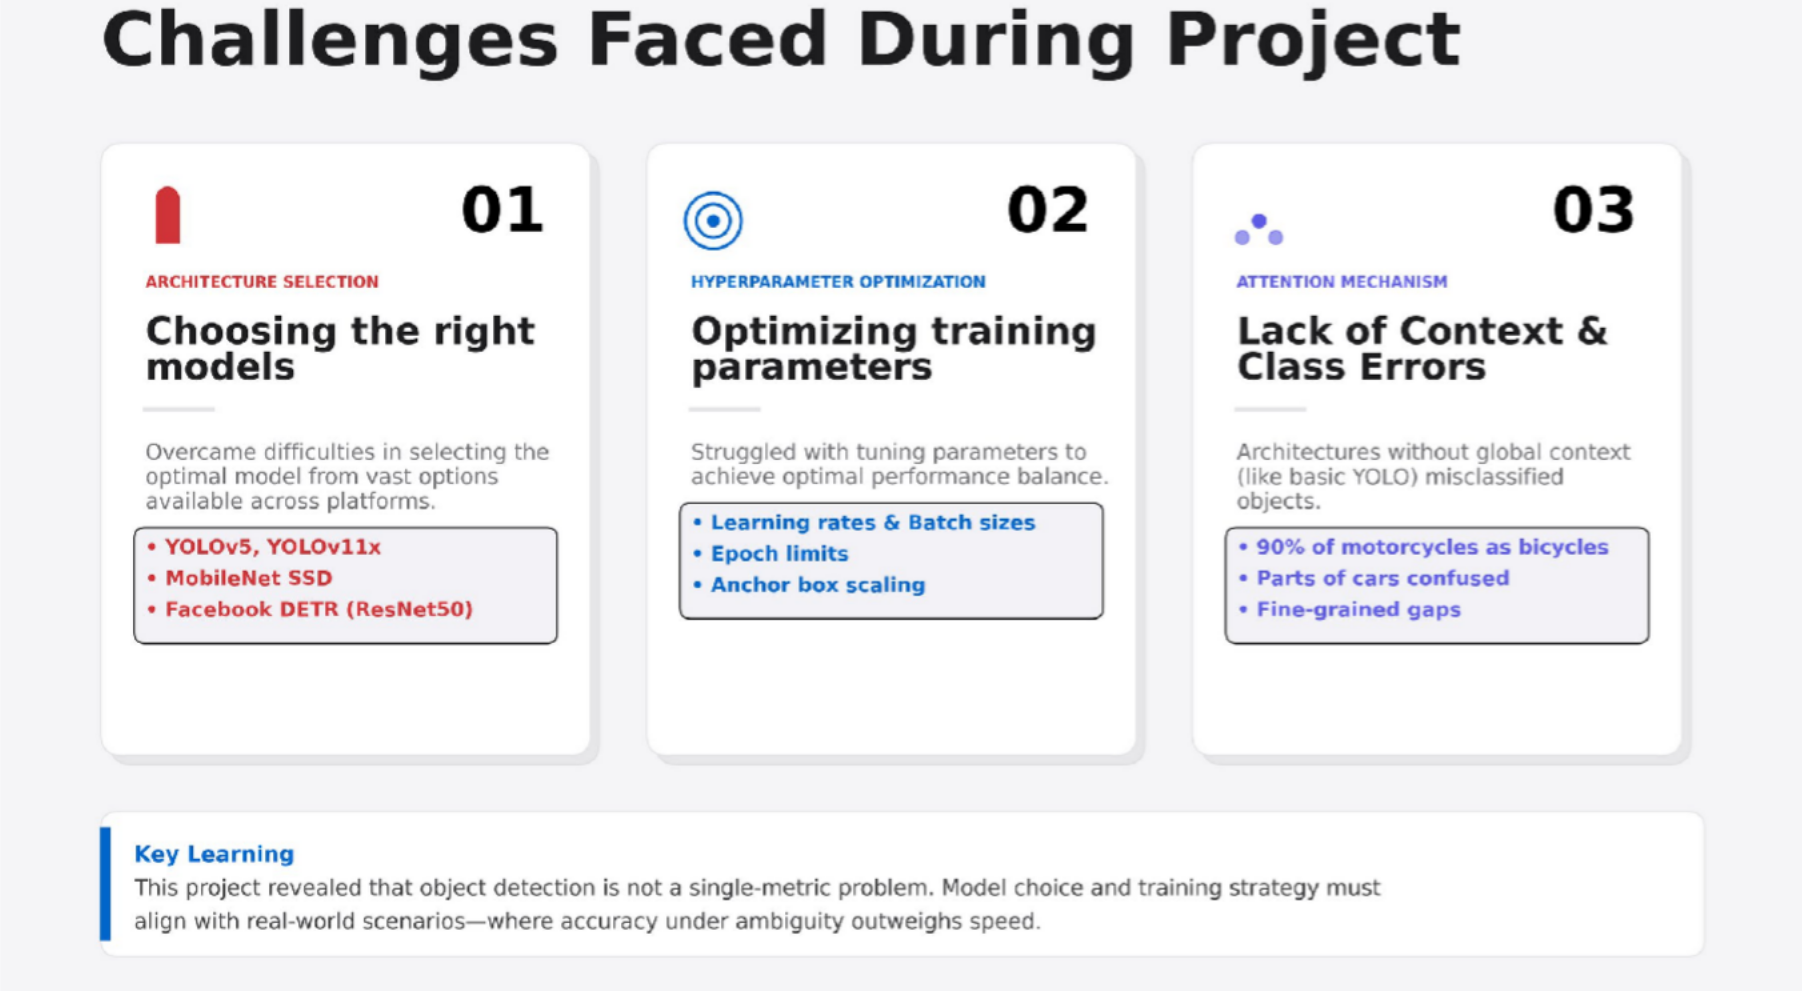 Challenges Faced During Project
01
ARCHITECTURE SELECTION
Choosing the right
models
Overcame difficulties in selecting the
optimal model from vast options
available across platforms.
• YOLOv5, YOLOv11x
• MobileNet SSD
• Facebook DETR (ResNet50)
02
HYPERPARAMETER OPTIMIZATION
Optimizing training
parameters
Struggled with tuning parameters to
achieve optimal performance balance.
• Learning rates & Batch sizes
• Epoch limits
• Anchor box scaling
03
ATTENTION MECHANISM
Lack of Context &
Class Errors
Architectures without global context
(like basic YOLO) misclassified
objects.
• 90% of motorcycles as bicycles
• Parts of cars confused
• Fine-grained gaps
Key Learning
This project revealed that object detection is not a single-metric problem. Model choice and training strategy must
align with real-world scenarios—where accuracy under ambiguity outweighs speed.